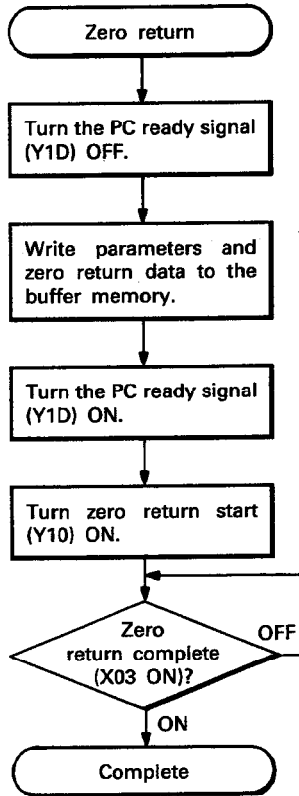 Zero return
Turn the PC ready signal
(Y1D) OFF.
Write parameters and
zero return data to the
buffer memory.
Turn the PC ready signal
(Y1D) ON.
Turn zero return start
(Y10) ON.
Zero
return complete
(X03 ON)?
OFF
ON
Complete